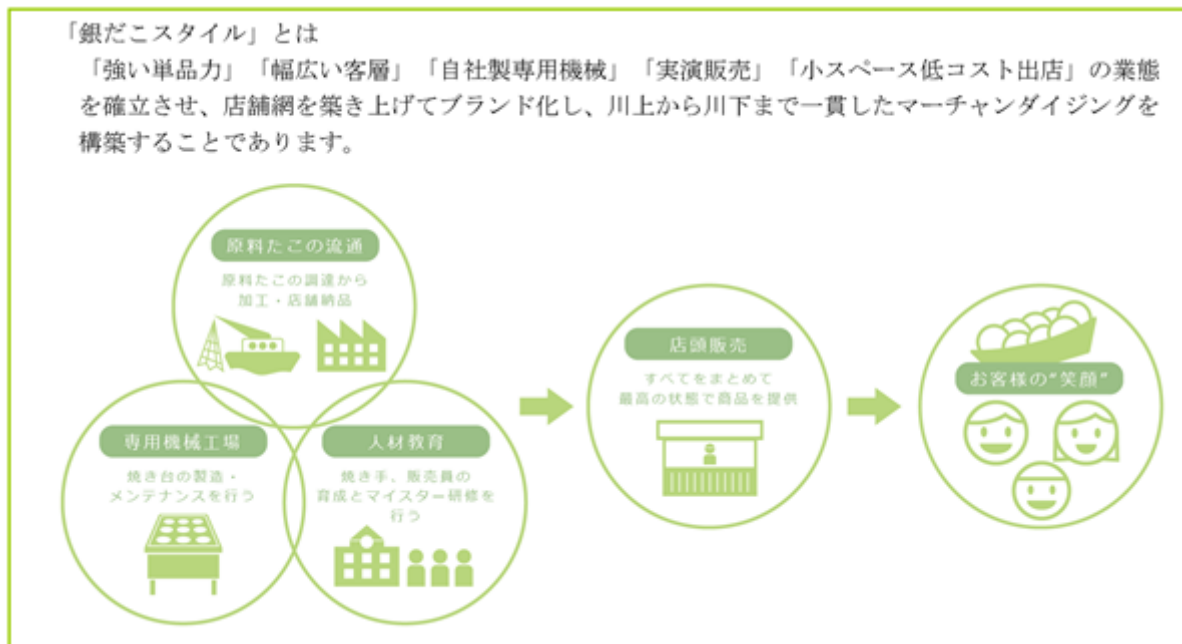 「銀だこスタイル」とは
「強い単品力」「幅広い客層」「自社製専用機械」「実演販売」「小スペース低コスト出店」の業態
を確立させ、店舗網を築き上げてブランド化し、川上から川下まで一貫したマーチャンダイジングを
構築することであります。
原料たこの流通
原料たこの調達から
加工・店舗納品
専用機械工場
焼き台の製造・
メンテナンスを行う
人材教育
焼き手、販売員の
育成とマイスター研修を
行う
店頭販売
すべてをまとめて
最高の状態で商品を提供
お客様の“笑顔”